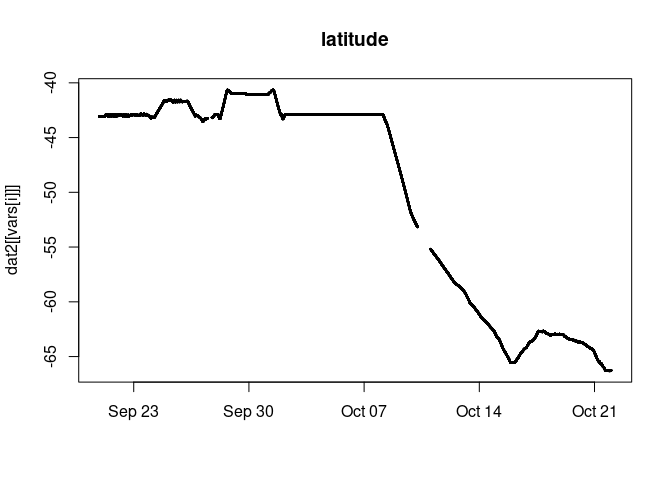 latitude
dat2[[vars[i]]]
-40
-45
-50
-55
-60
-65
Sep 23
Sep 30
Oct 07
Oct 14
Oct 21